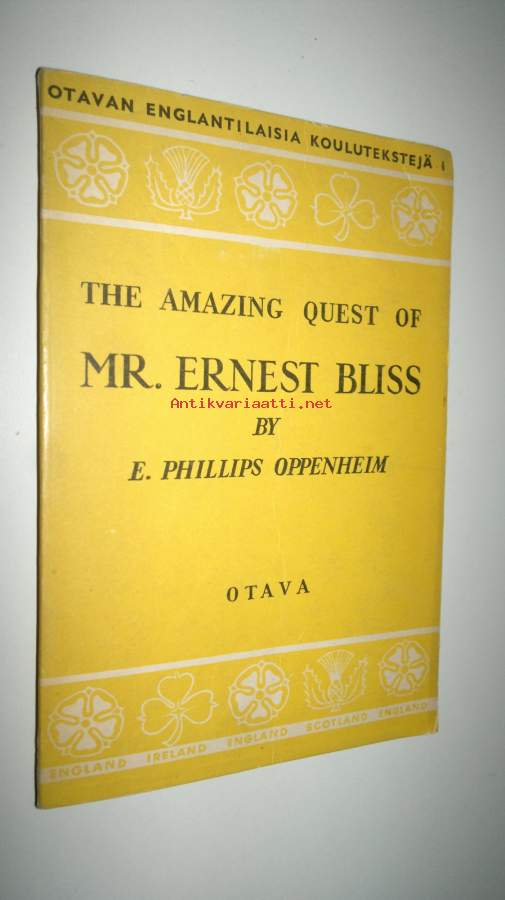 OTAVAN ENGLANTILAISIA KOULUTEKSTEJÄ
THE AMAZING QUEST OF
MR. ERNEST BLISS
Antikvariaatti.net
BY
E. PHILLIPS OPPENHEIM
OTAVA
ENGLAND IRELAND ENGLAND SCOTLAND ENGLAND